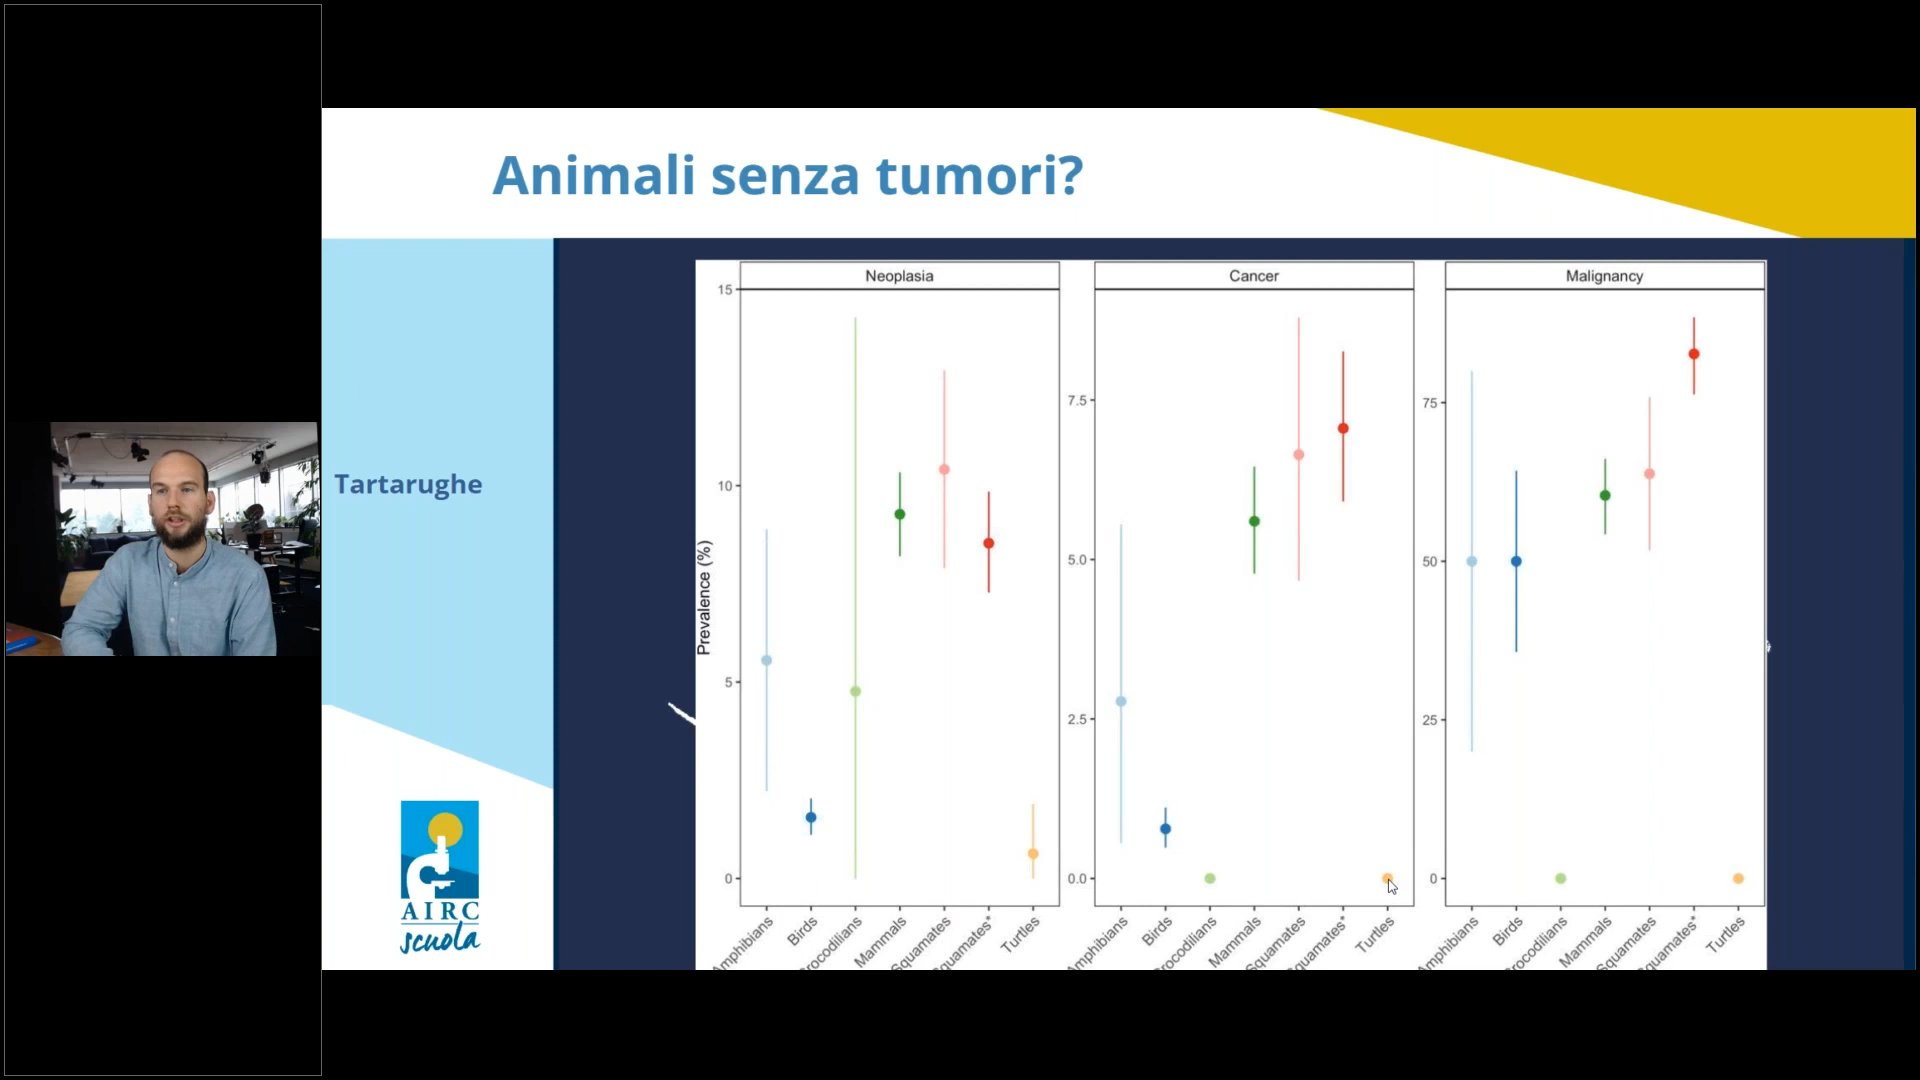 Animali senza tumori?
Tartarughe
AIRC
scuola
Neoplasia
Cancer
Malignancy
Prevalence (%)
15
10
5
0
7.5
5.0
2.5
0.0
75
50
25
0
Amphibians
Birds
Crocodilians
Mammals
Squamates
Squamates*
Turtles
Amphibians
Birds
Crocodilians
Mammals
Squamates
Squamates*
Turtles
Amphibians
Birds
Crocodilians
Mammals
Squamates
Squamates*
Turtles